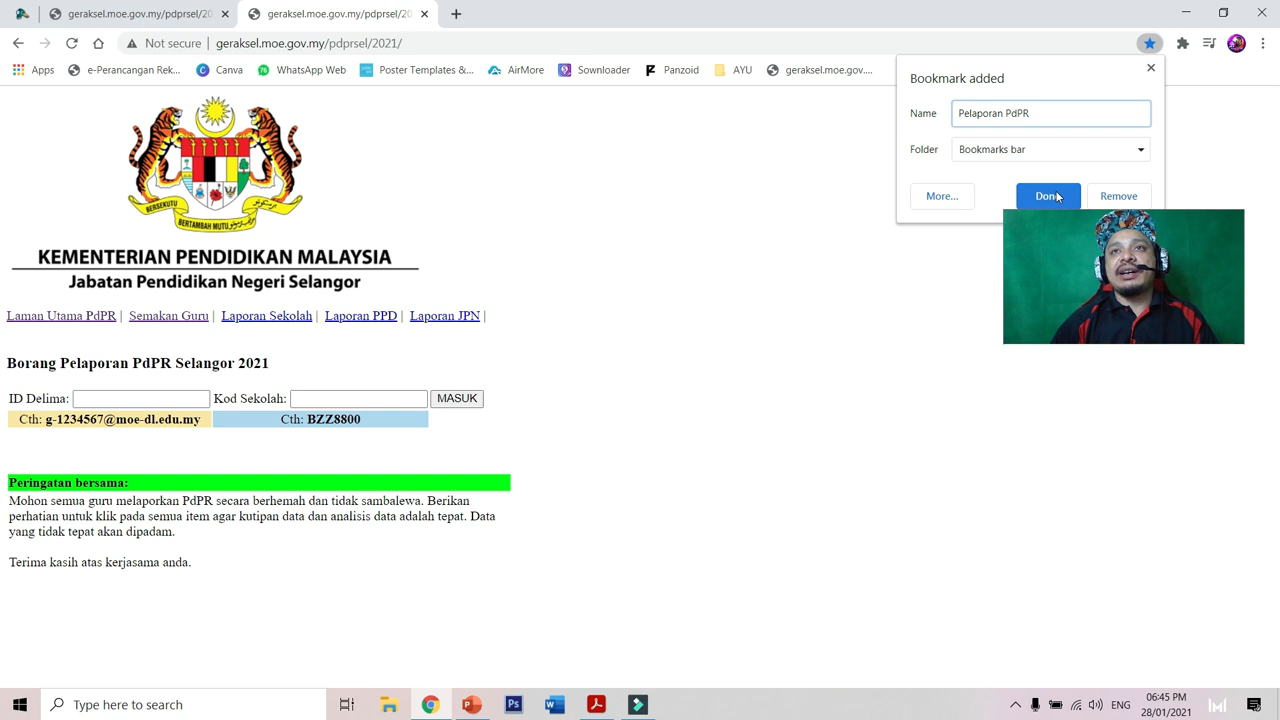 geraksel.moe.gov.my/pdprsel/20
geraksel.moe.gov.my/pdprsel/20
Not secure | geraksel.moe.gov.my/pdprsel/2021/
Apps
e-Perancangan Rek...
Canva
WhatsApp Web
Poster Templates &...
AirMore
Snowloader
Panzoid
AYU
geraksel.moe.gov....
Bookmark added
Name
Pelaporan PdPR
Folder
Bookmarks bar
More...
Remove
BERSEKUTU
BERTAMBAH MUTU
KEMENTERIAN PENDIDIKAN MALAYSIA
Jabatan Pendidikan Negeri Selangor
Laman Utama PdPR | Semakan Guru | Laporan Sekolah | Laporan PPD | Laporan JPN |
Borang Pelaporan PdPR Selangor 2021
ID Delima: Kod Sekolah: MASUK
Cth: g-1234567@moe-dl.edu.my Cth: BZZ8800
Peringatan bersama:
Mohon semua guru melaporkan PdPR secara berhemah dan tidak sambalewa. Berikan
perhatian untuk klik pada semua item agar kutipan data dan analisis data adalah tepat. Data
yang tidak tepat akan dipadam.
Terima kasih atas kerjasama anda.
Type here to search
ENG
06:45 PM
28/01/2021